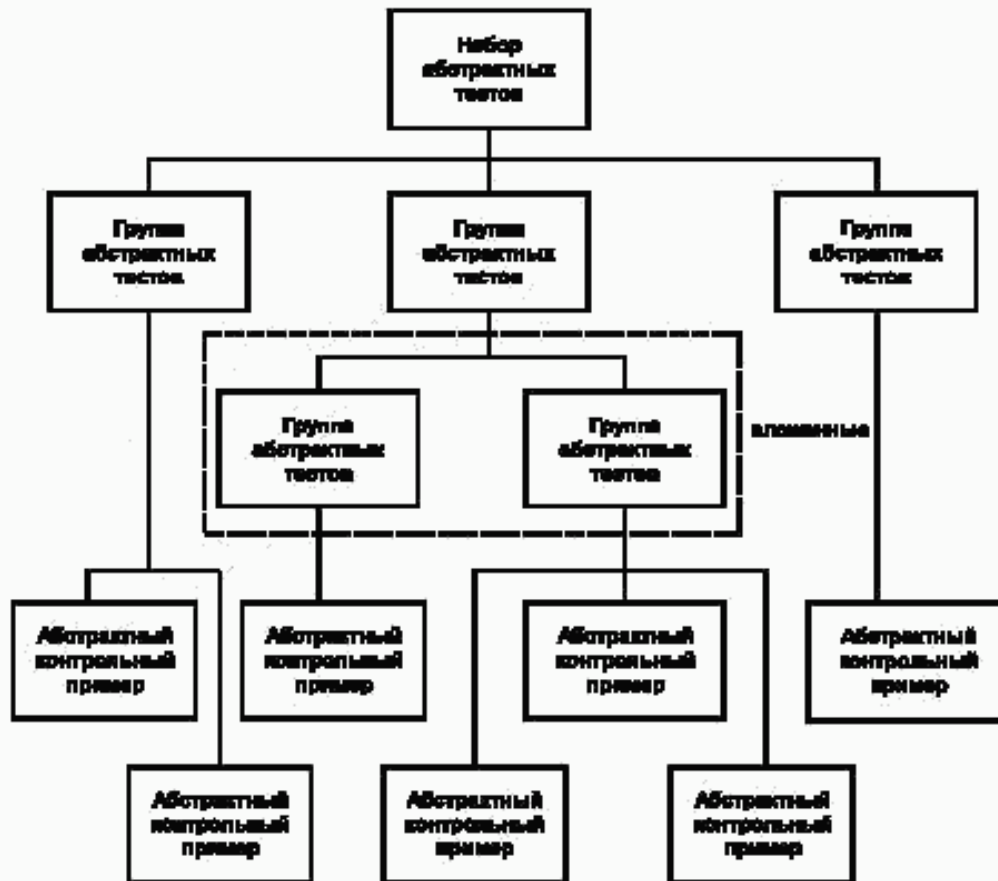 Набор
абстрактных
тестов
Группа
абстрактных
тестов
Группа
абстрактных
тестов
Группа
абстрактных
тестов
Группа
абстрактных
тестов
Группа
абстрактных
тестов
вложенные
Абстрактный
контрольный
пример
Абстрактный
контрольный
пример
Абстрактный
контрольный
пример
Абстрактный
контрольный
пример
Абстрактный
контрольный
пример
Абстрактный
контрольный
пример
Абстрактный
контрольный
пример